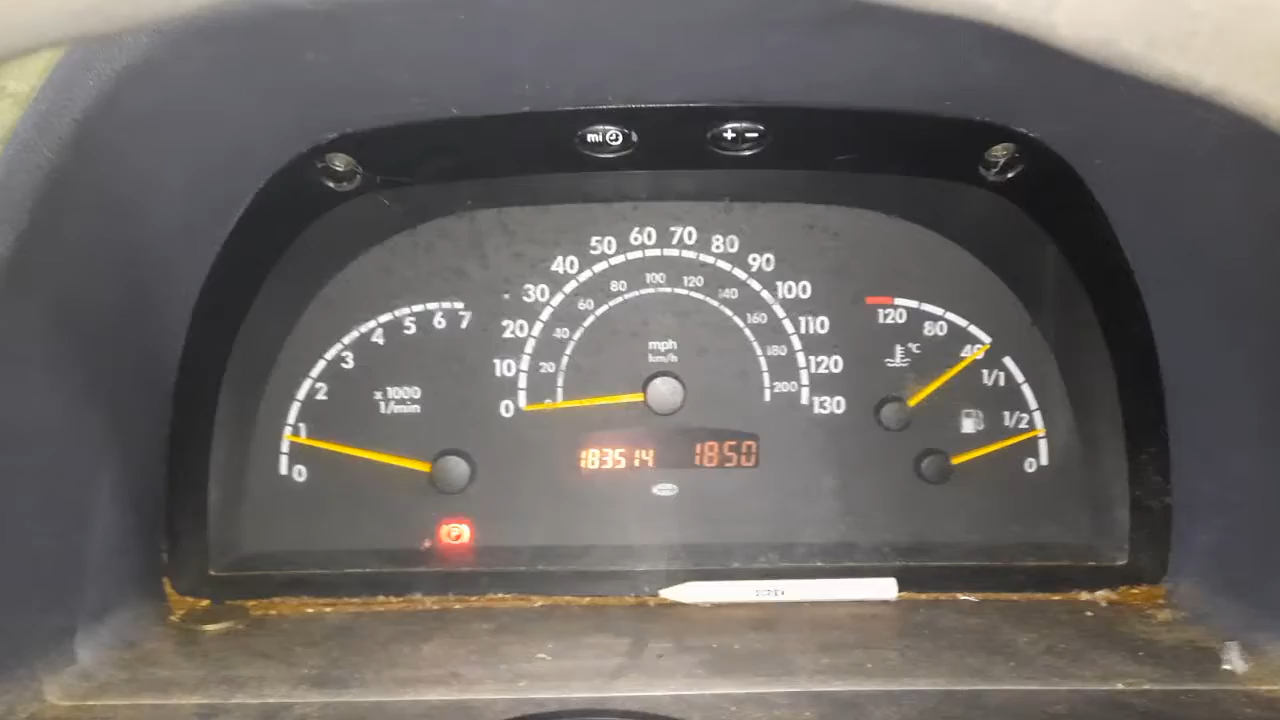 mi
+ -
0 1 2 3 4 5 6 7
x 1000
1/min
0 10 20 30 40 50 60 70 80 90 100 110 120 130
20 40 60 80 100 120 140 160 180 200
mph
km/h
183514 1850
120 80 40
°C
1/1
1/2
0
P